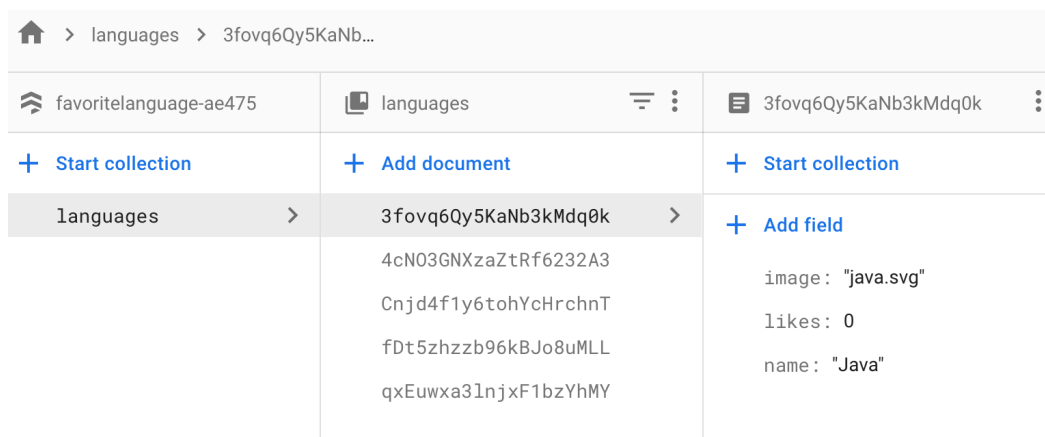 languages > 3fovq6Qy5KaNb...
favoritelanguage-ae475
+ Start collection
languages
languages
+ Add document
3fovq6Qy5KaNb3kMdq0k
4cNO3GNXzaZtRf6232A3
Cnjd4f1y6tohYcHrchnT
fDt5zhzzb96kBJo8uMLL
qxEuwxa3lnjxF1bzYhMY
3fovq6Qy5KaNb3kMdq0k
+ Start collection
+ Add field
image: "java.svg"
likes: 0
name: "Java"